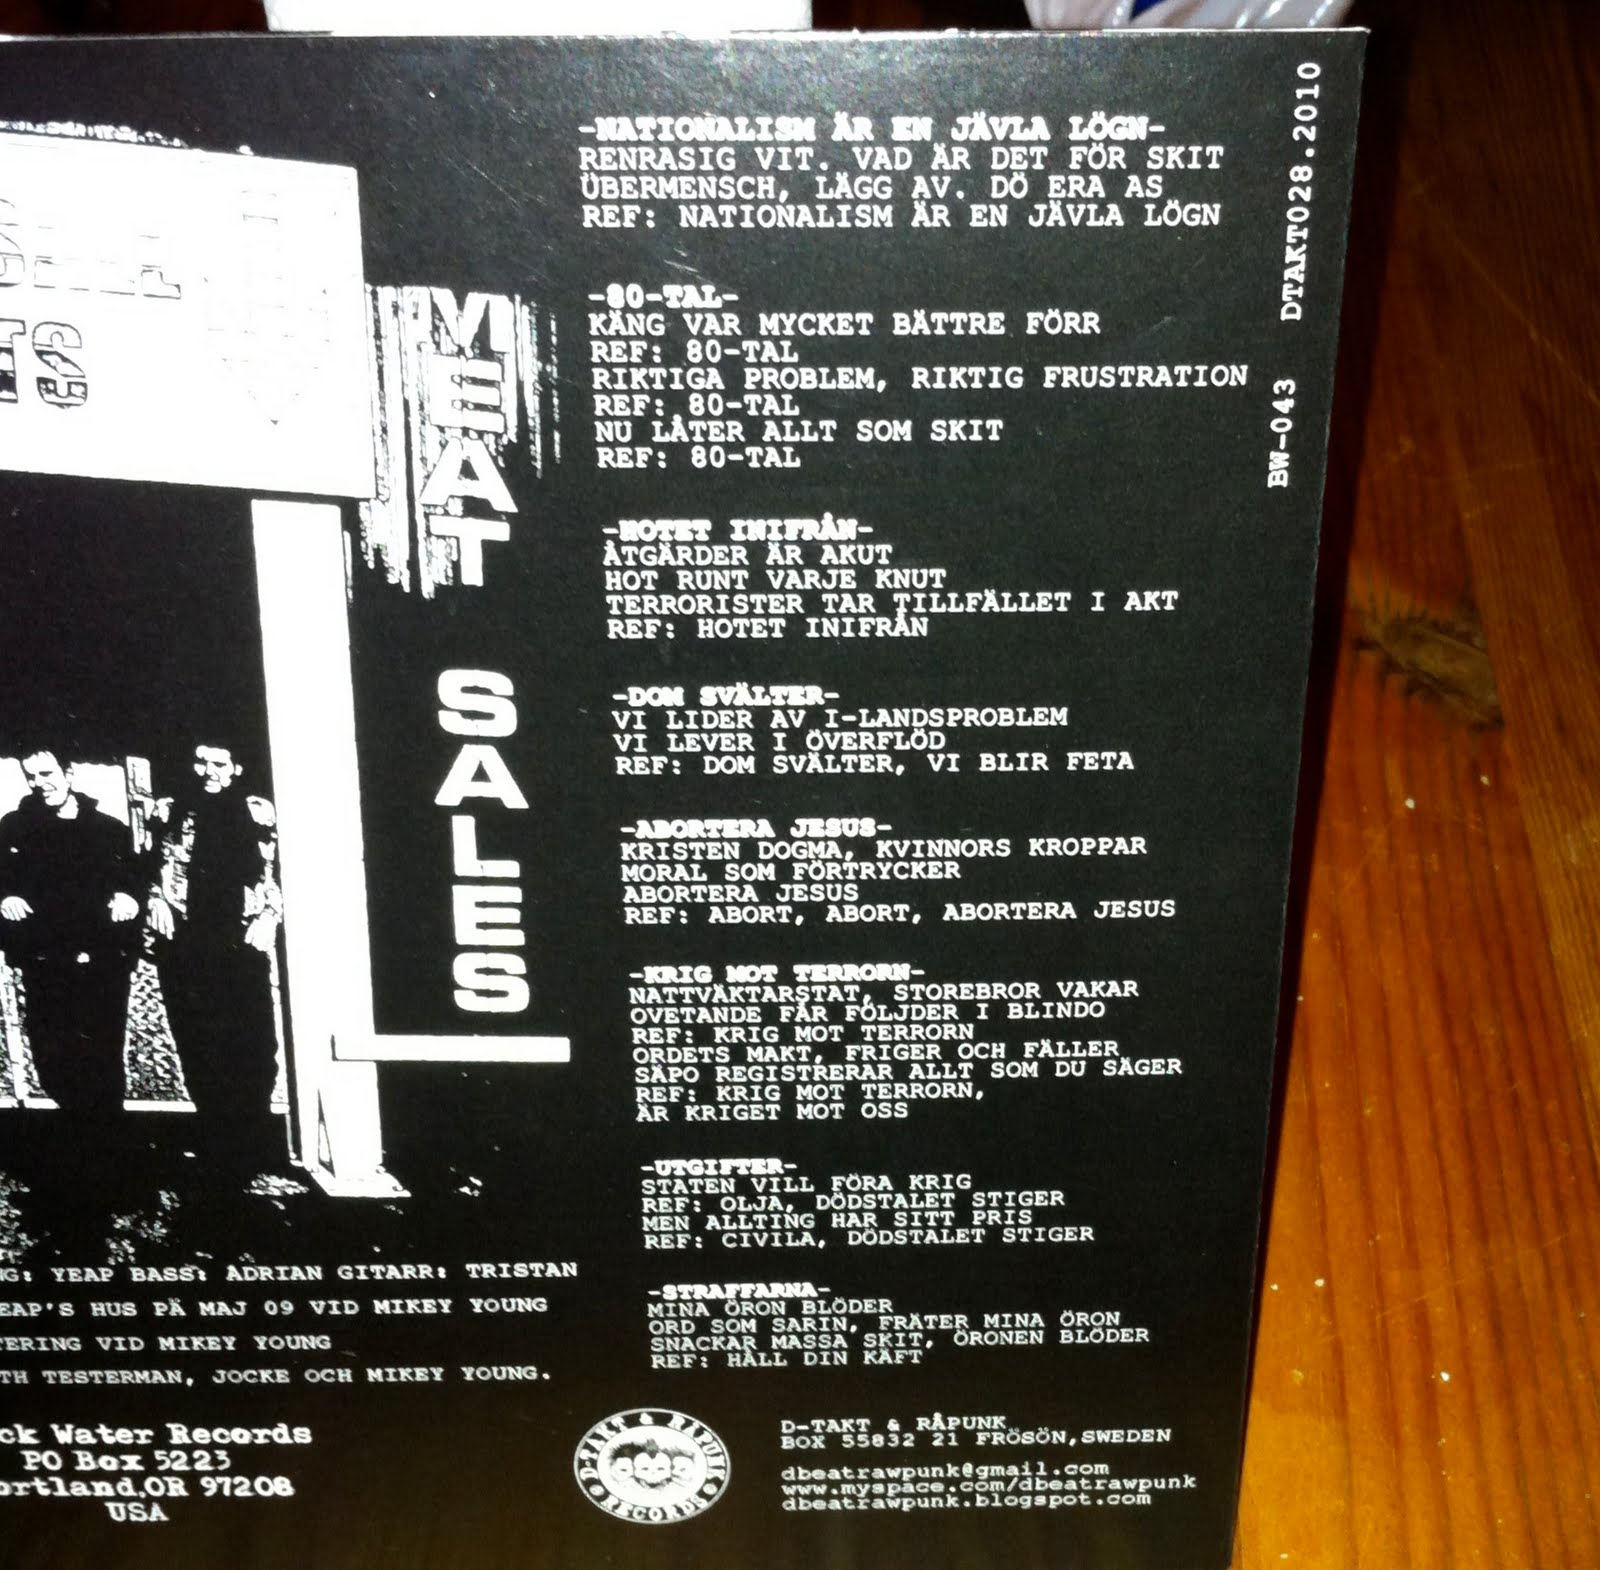 -NATIONALISM ÄR EN JÄVLA LÖGN-
RENRASIG VIT. VAD ÄR DET FÖR SKIT
ÜBERMENSCH, LÄGG AV. DÖ ERA AS
REF: NATIONALISM ÄR EN JÄVLA LÖGN
-80-TAL-
KÄNG VAR MYCKET BÄTTRE FÖRR
REF: 80-TAL
RIKTIGA PROBLEM, RIKTIG FRUSTRATION
REF: 80-TAL
NU LÅTER ALLT SOM SKIT
REF: 80-TAL
-HOTET INIFRÅN-
ÅTGÄRDER ÄR AKUT
HOT RUNT VARJE KNUT
TERRORISTER TAR TILLFÄLLET I AKT
REF: HOTET INIFRÅN
-DOM SVÄLTER-
VI LIDER AV I-LANDSPROBLEM
VI LEVER I ÖVERFLÖD
REF: DOM SVÄLTER, VI BLIR FETA
-ABORTERA JESUS-
KRISTEN DOGMA, KVINNORS KROPPAR
MORAL SOM FÖRTRYCKER
ABORTERA JESUS
REF: ABORT, ABORT, ABORTERA JESUS
-KRIG MOT TERRORN-
NATTVÄKTARSTAT, STOREBROR VAKAR
OVETANDE FÅR FÖLJDER I BLINDO
REF: KRIG MOT TERRORN
ORDETS MAKT, FRIGER OCH FÄLLER
SÄPO REGISTRERAR ALLT SOM DU SÄGER
REF: KRIG MOT TERRORN,
ÄR KRIGET MOT OSS
-UTGIFTER-
STATEN VILL FÖRA KRIG
REF: OLJA, DÖDSTALET STIGER
MEN ALLTING HAR SITT PRIS
REF: CIVILA, DÖDSTALET STIGER
-STRAFFARNA-
MINA ÖRON BLÖDER
ORD SOM SARIN, FRÄTER MINA ÖRON
SNACKAR MASSA SKIT, ÖRONEN BLÖDER
REF: HÅLL DIN KÄFT
BW-043 DTAKT028.2010
MEAT
SALES
TS
NG: YEAP BASS: ADRIAN GITARR: TRISTAN
EAP'S HUS PÅ MAJ 09 VID MIKEY YOUNG
TERING VID MIKEY YOUNG
TH TESTERMAN, JOCKE OCH MIKEY YOUNG.
ck Water Records
PO Box 5223
ortland,OR 97208
USA
D-TAKT & RÅPUNK
RECORDS
D-TAKT & RÅPUNK
BOX 55832 21 FRÖSÖN,SWEDEN
dbeatrawpunk@gmail.com
www.myspace.com/dbeatrawpunk
dbeatrawpunk.blogspot.com